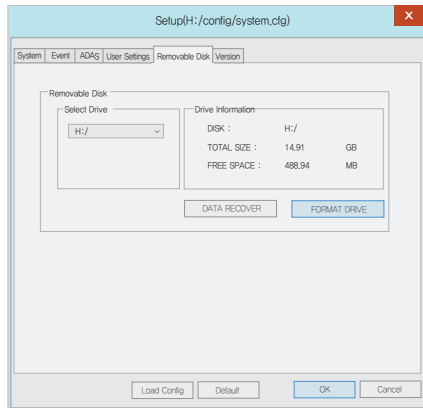 Setup(H:/config/system.cfg)
X
System Event ADAS User Settings Removable Disk Version
Removable Disk
Select Drive
H:/
Drive Information
DISK : H:/
TOTAL SIZE : 14.91 GB
FREE SPACE : 488.94 MB
DATA RECOVER FORMAT DRIVE
Load Config Default OK Cancel